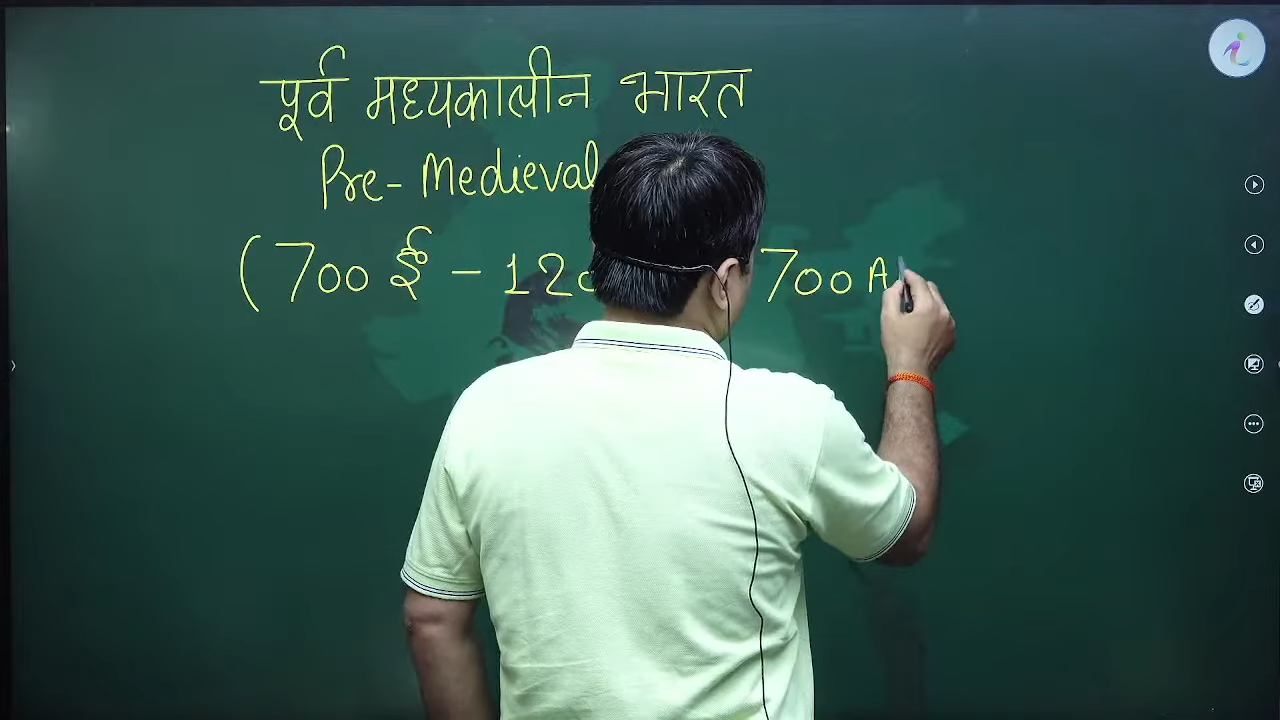 पूर्व मध्यकालीन भारत
Pre-Medieval
(700 ई - 12 700 A